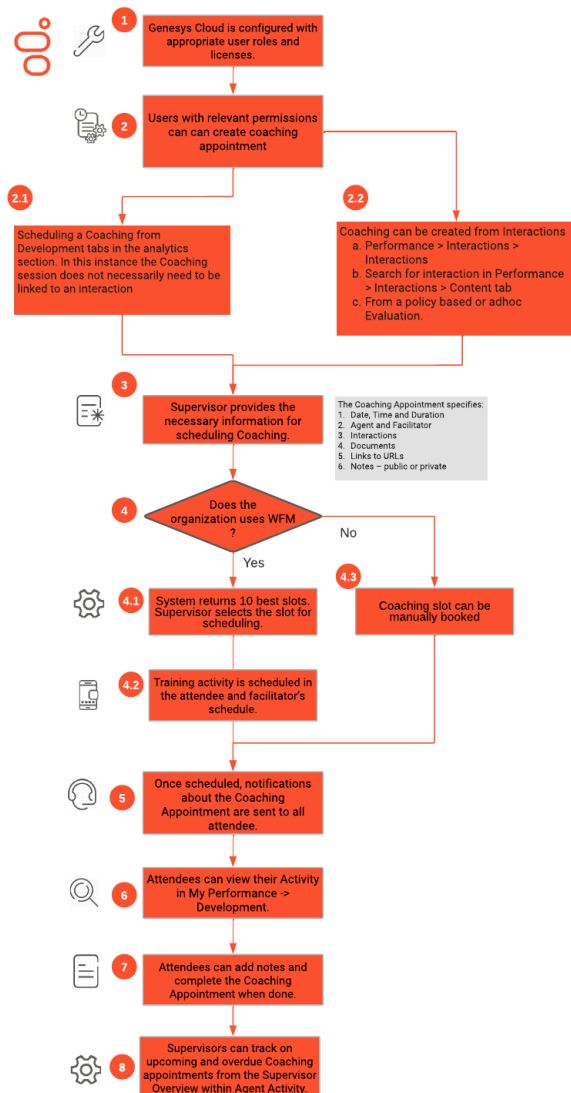 1
Genesys Cloud is configured with
appropriate user roles and
licenses.
2
Users with relevant permissions
can can create coaching
appointment
2.1
Scheduling a Coaching from
Development tabs in the analytics
section. In this instance the Coaching
session does not necessarily need to be
linked to an interaction
2.2
Coaching can be created from Interactions
a. Performance > Interactions >
Interactions
b. Search for interaction in Performance
> Interactions > Content tab
c. From a policy based or adhoc
Evaluation.
3
Supervisor provides the
necessary information for
scheduling Coaching.
The Coaching Appointment specifies:
1. Date, Time and Duration
2. Agent and Facilitator
3. Interactions
4. Documents
5. Links to URLs
6. Notes – public or private
4
Does the
organization uses WFM
?
No
Yes
4.1
System returns 10 best slots.
Supervisor selects the slot for
scheduling.
4.3
Coaching slot can be
manually booked
4.2
Training activity is scheduled in
the attendee and facilitator's
schedule.
5
Once scheduled, notifications
about the Coaching
Appointment are sent to all
attendee.
6
Attendees can view their Activity
in My Performance ->
Development.
7
Attendees can add notes and
complete the Coaching
Appointment when done.
8
Supervisors can track on
upcoming and overdue Coaching
appointments from the Supervisor
Overview within Agent Activity.